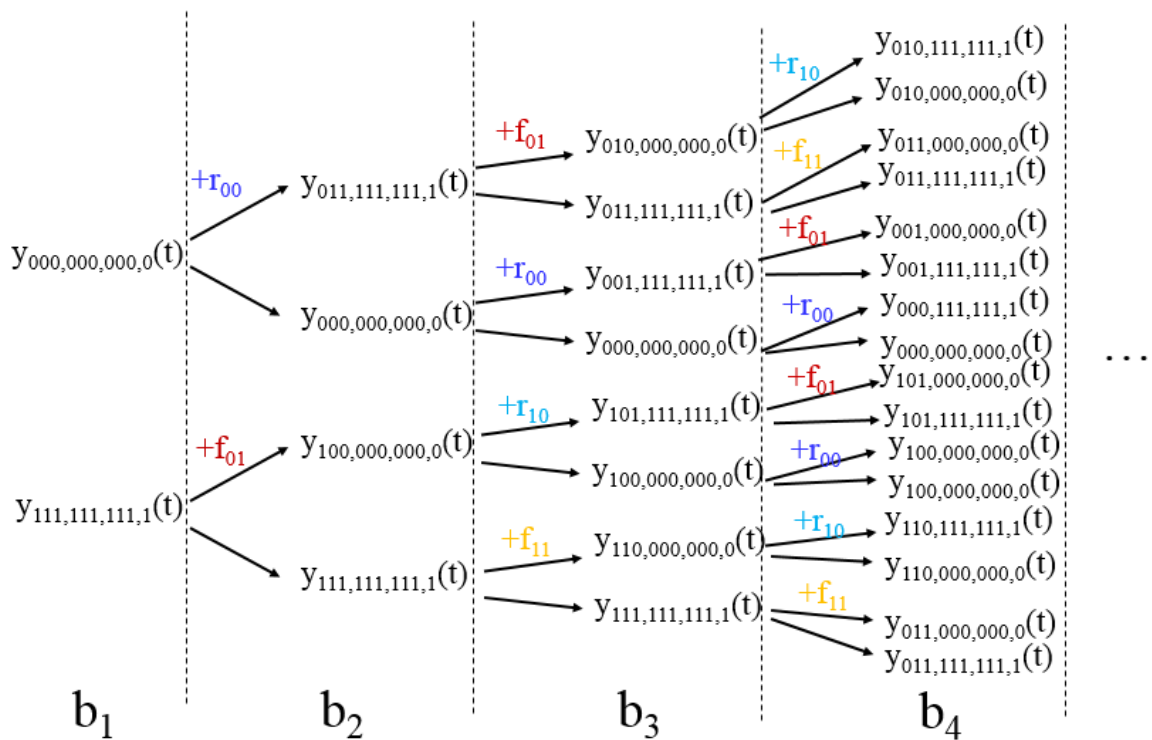 y010,111,111,1(t)
+r10
y010,000,000,0(t)
+f01
y010,000,000,0(t)
y011,000,000,0(t)
+f11
+r00
y011,111,111,1(t)
y011,111,111,1(t)
y011,111,111,1(t)
y001,000,000,0(t)
+f01
y000,000,000,0(t)
+r00
y001,111,111,1(t)
y001,111,111,1(t)
+r00
y000,111,111,1(t)
y000,000,000,0(t)
y000,000,000,0(t)
y000,000,000,0(t)
...
+f01
y101,000,000,0(t)
+r10
y101,111,111,1(t)
y101,111,111,1(t)
+f01
y100,000,000,0(t)
+r00
y100,000,000,0(t)
y100,000,000,0(t)
y100,000,000,0(t)
y111,111,111,1(t)
+r10
y110,111,111,1(t)
+f11
y110,000,000,0(t)
y110,000,000,0(t)
y111,111,111,1(t)
+f11
y111,111,111,1(t)
y011,000,000,0(t)
y011,111,111,1(t)
b1
b2
b3
b4